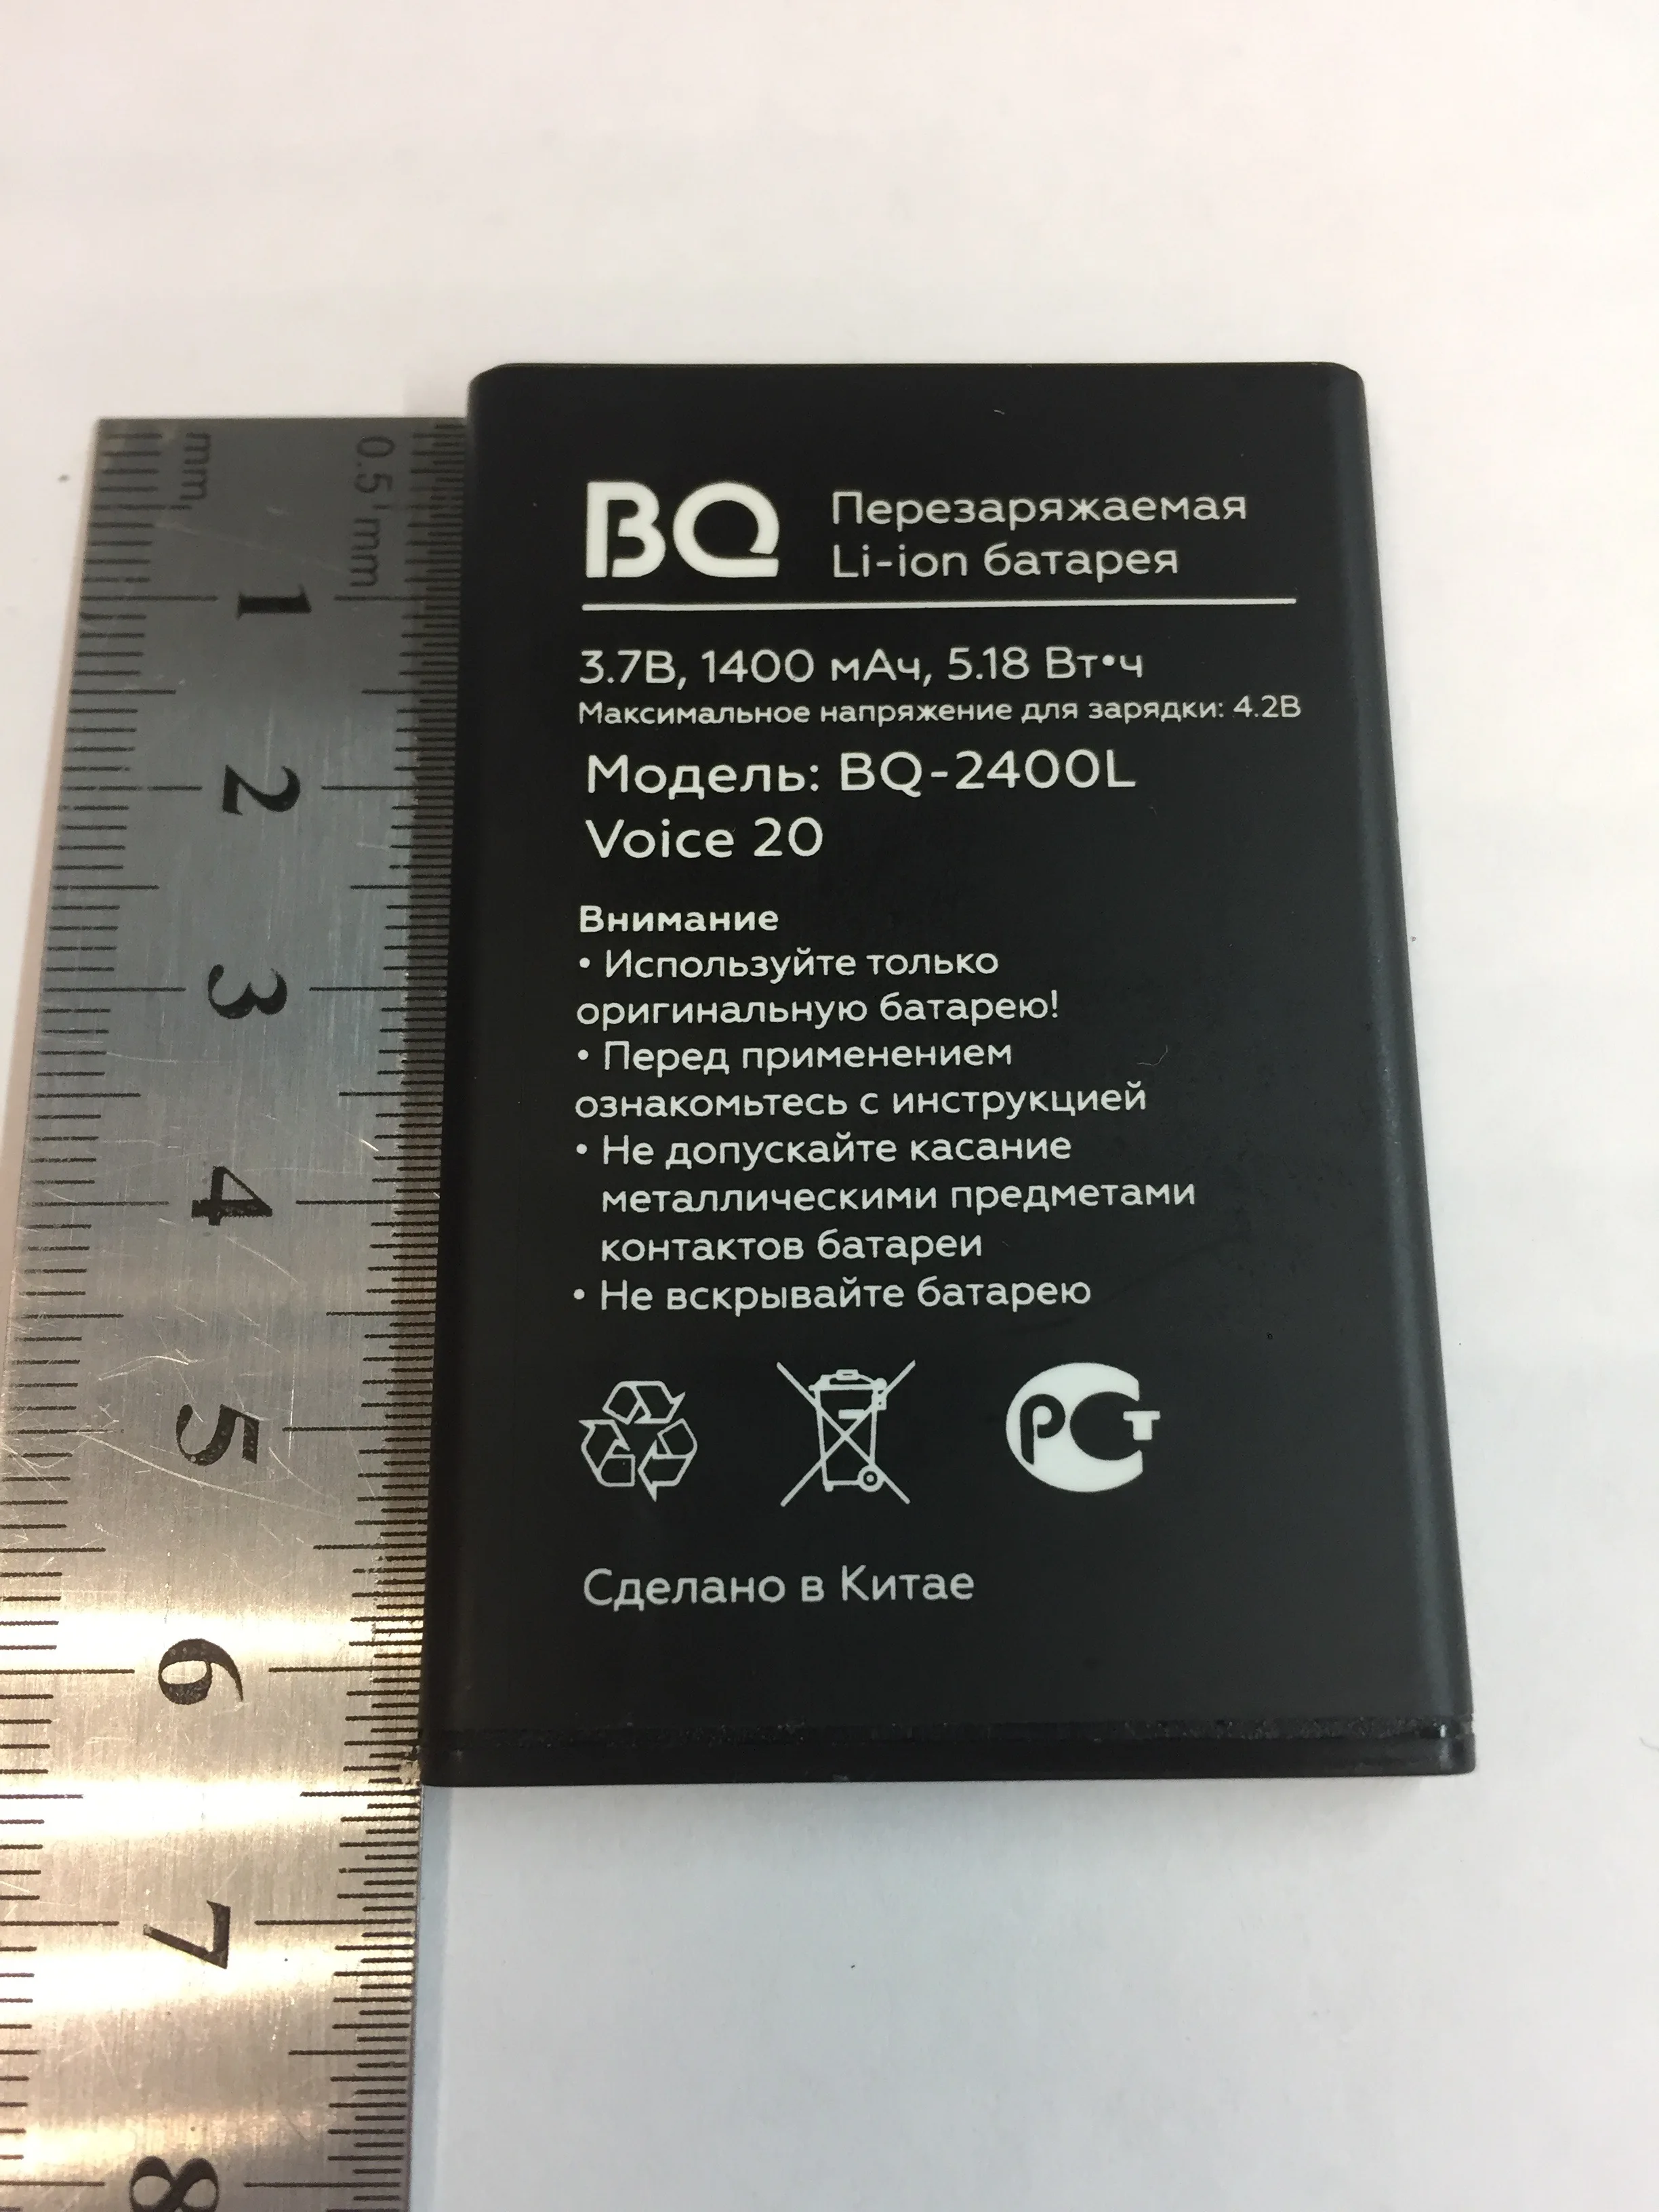 BQ Перезаряжаемая
Li-ion батарея
3.7В, 1400 мАч, 5.18 Вт•ч
Максимальное напряжение для зарядки: 4.2В
Модель: BQ-2400L
Voice 20
Внимание
• Используйте только
оригинальную батарею!
• Перед применением
ознакомьтесь с инструкцией
• Не допускайте касание
металлическими предметами
контактов батареи
• Не вскрывайте батарею
РСТ
Сделано в Китае
mm
0.5 mm
1
2
3
4
5
6
7
8